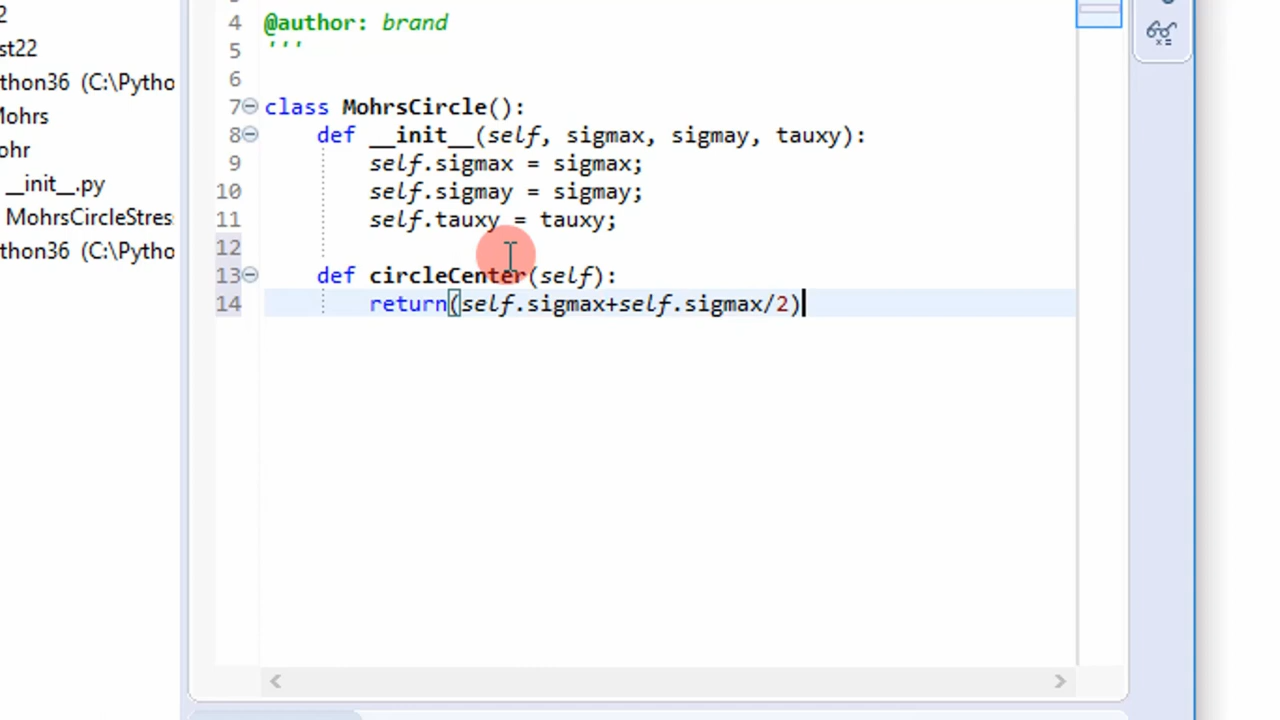 4 @author: brand
st22
5 '''
6
thon36 (C:\Pytho
7 class MohrsCircle():
Mohrs
8 def __init__(self, sigmax, sigmay, tauxy):
ohr
9 self.sigmax = sigmax;
__init__.py
10 self.sigmay = sigmay;
MohrsCircleStres
11 self.tauxy = tauxy;
thon36 (C:\Pytho
12
13 def circleCenter(self):
14 return(self.sigmax+self.sigmax/2)